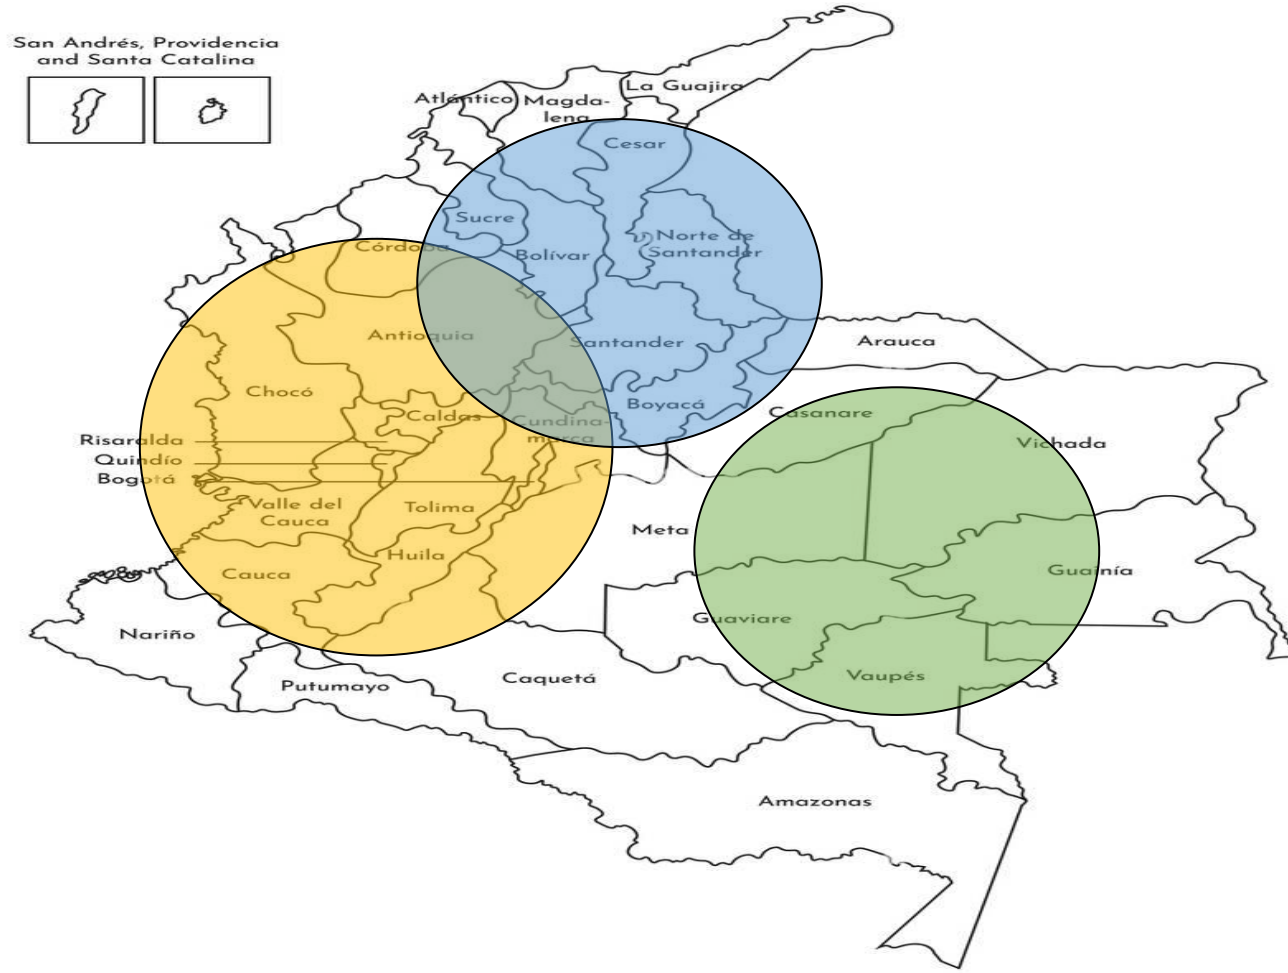 San Andrés, Providencia
and Santa Catalina
La Guajira
Atlántico
Magda-
lena
Cesar
Sucre
Norte de
Santander
Córdoba
Bolívar
Antioquia
Santander
Arauca
Chocó
Boyacá
Caldas
Casanare
Cundina-
marca
Risaralda
Vichada
Quindío
Bogotá
Valle del
Cauca
Tolima
Meta
Huila
Cauca
Guainía
Guaviare
Nariño
Caquetá
Vaupés
Putumayo
Amazonas